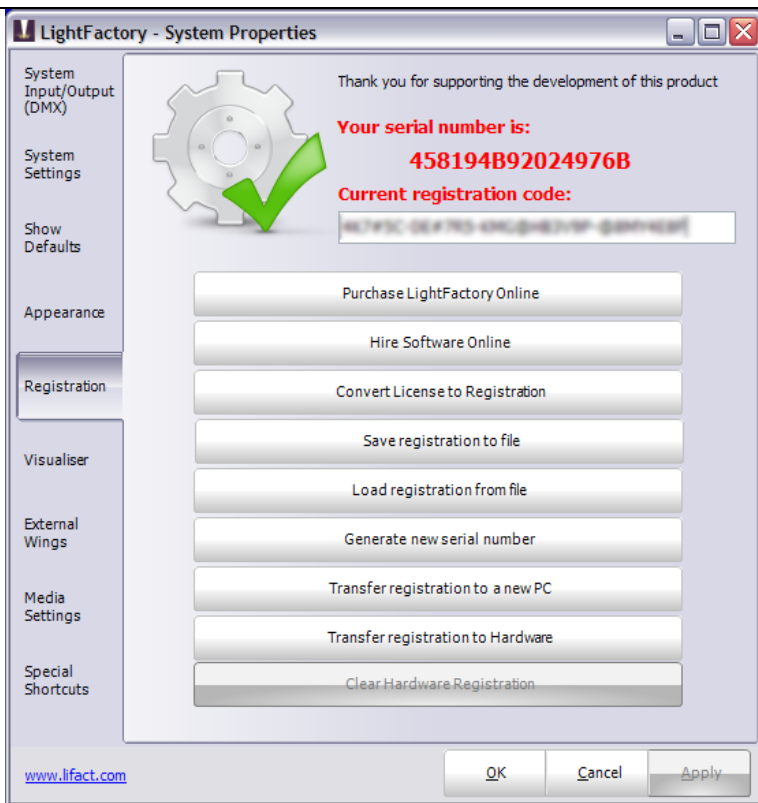 LightFactory - System Properties
System
Input/Output
(DMX)
System
Settings
Show
Defaults
Appearance
Registration
Visualiser
External
Wings
Media
Settings
Special
Shortcuts
Thank you for supporting the development of this product
Your serial number is:
458194B92024976B
Current registration code:
Purchase LightFactory Online
Hire Software Online
Convert License to Registration
Save registration to file
Load registration from file
Generate new serial number
Transfer registration to a new PC
Transfer registration to Hardware
Clear Hardware Registration
www.lifact.com
OK
Cancel
Apply